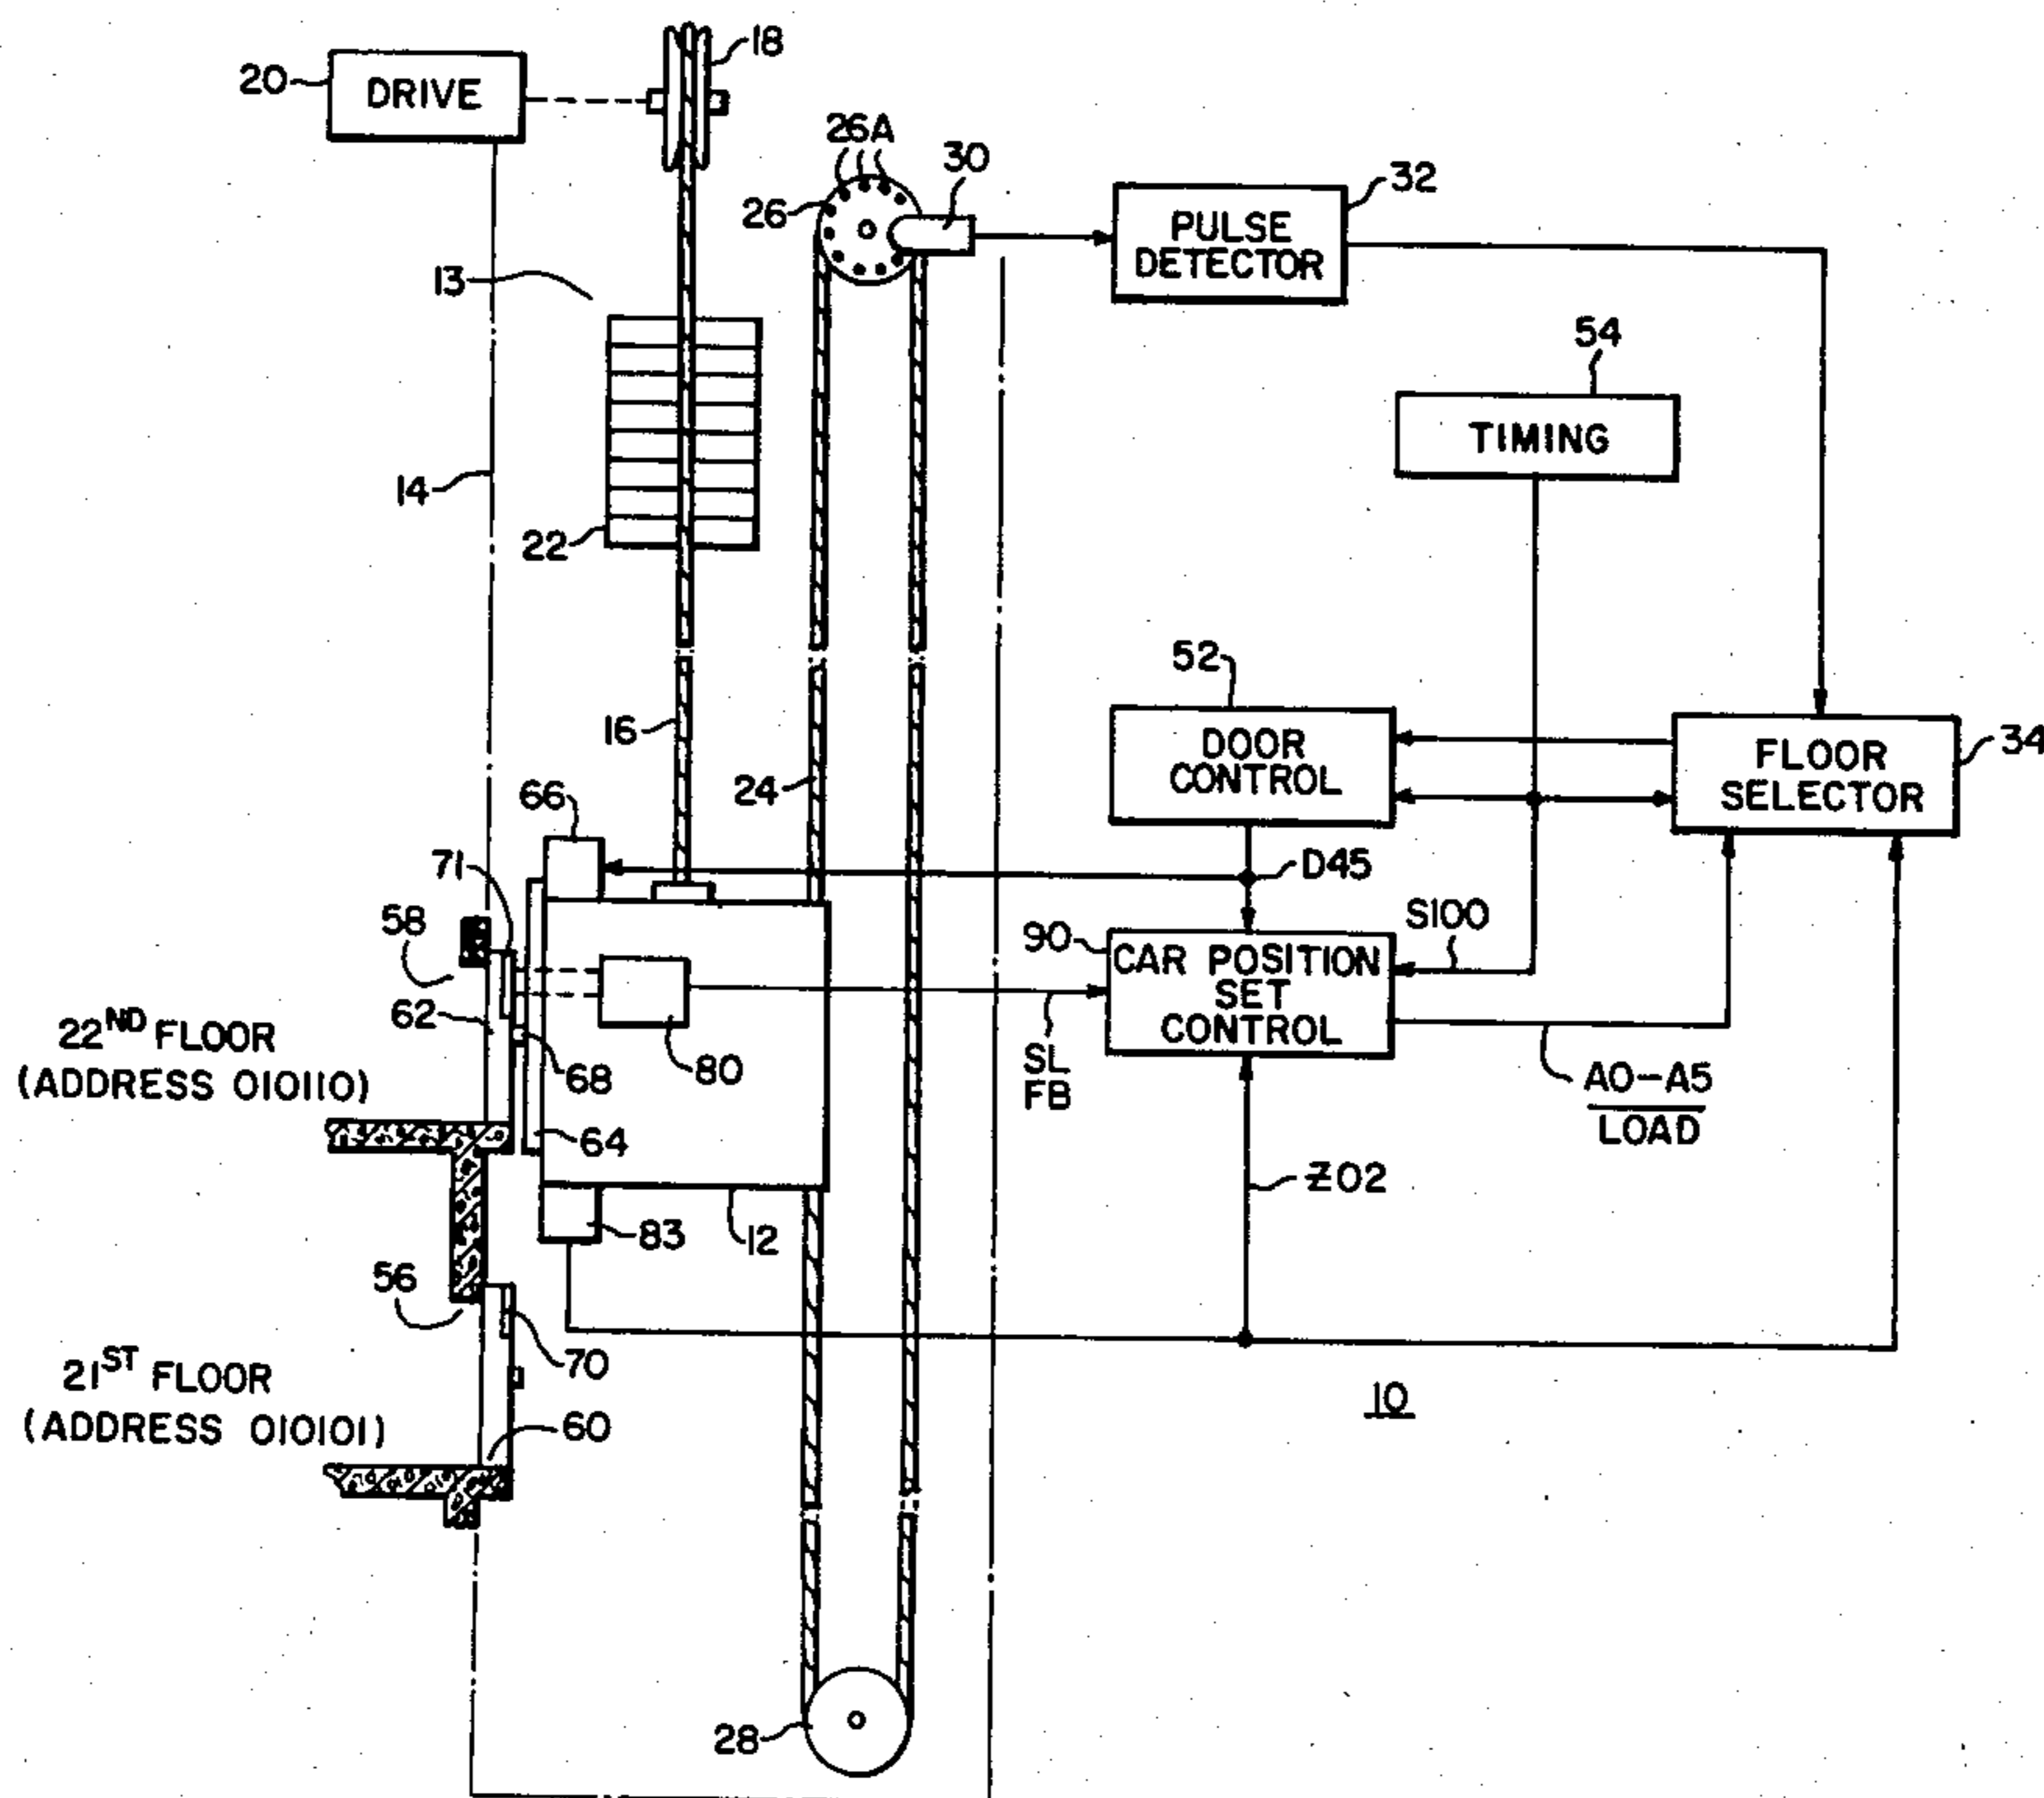 18
20
DRIVE
26A
30
32
26
PULSE
DETECTOR
13
54
TIMING
14
22
52
16
DOOR
CONTROL
FLOOR
SELECTOR
34
24
66
71
D45
58
S100
90
CAR POSITION
SET
CONTROL
62
22ND FLOOR
(ADDRESS 010110)
68
80
SL
FB
A0-A5
LOAD
64
Z02
83
12
56
70
21ST FLOOR
(ADDRESS 010101)
60
10
28